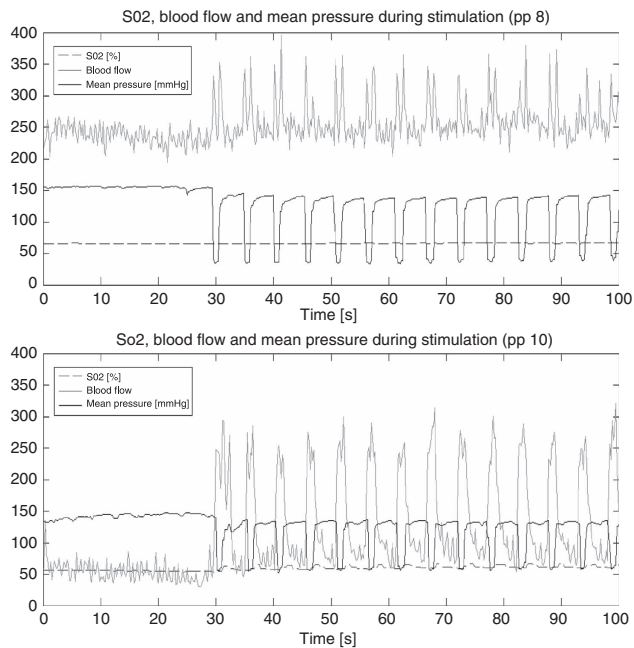 S02, blood flow and mean pressure during stimulation (pp 8)
400
350
300
250
200
150
100
50
0
S02 [%]
Blood flow
Mean pressure [mmHg]
0 10 20 30 40 50 60 70 80 90 100
Time [s]
So2, blood flow and mean pressure during stimulation (pp 10)
400
350
300
250
200
150
100
50
0
S02 [%]
Blood flow
Mean pressure [mmHg]
0 10 20 30 40 50 60 70 80 90 100
Time [s]